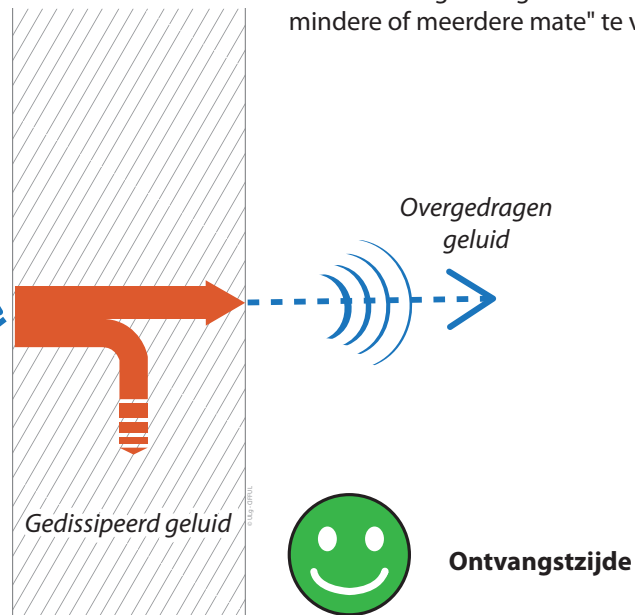 mindere of meerdere mate" te v
Overgedragen
geluid
Gedissipeerd geluid
Ontvangstzijde